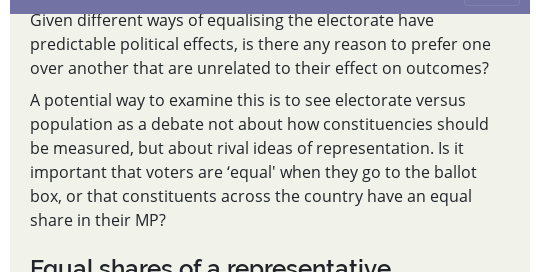 Given different ways of equalising the electorate have
predictable political effects, is there any reason to prefer one
over another that are unrelated to their effect on outcomes?
A potential way to examine this is to see electorate versus
population as a debate not about how constituencies should
be measured, but about rival ideas of representation. Is it
important that voters are ‘equal' when they go to the ballot
box, or that constituents across the country have an equal
share in their MP?
Equal shares of a representative